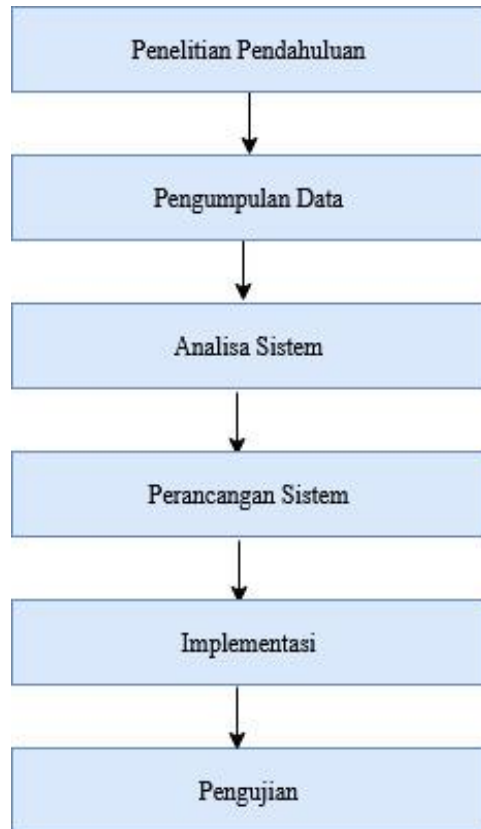 Penelitian Pendahuluan
Pengumpulan Data
Analisa Sistem
Perancangan Sistem
Implementasi
Pengujian